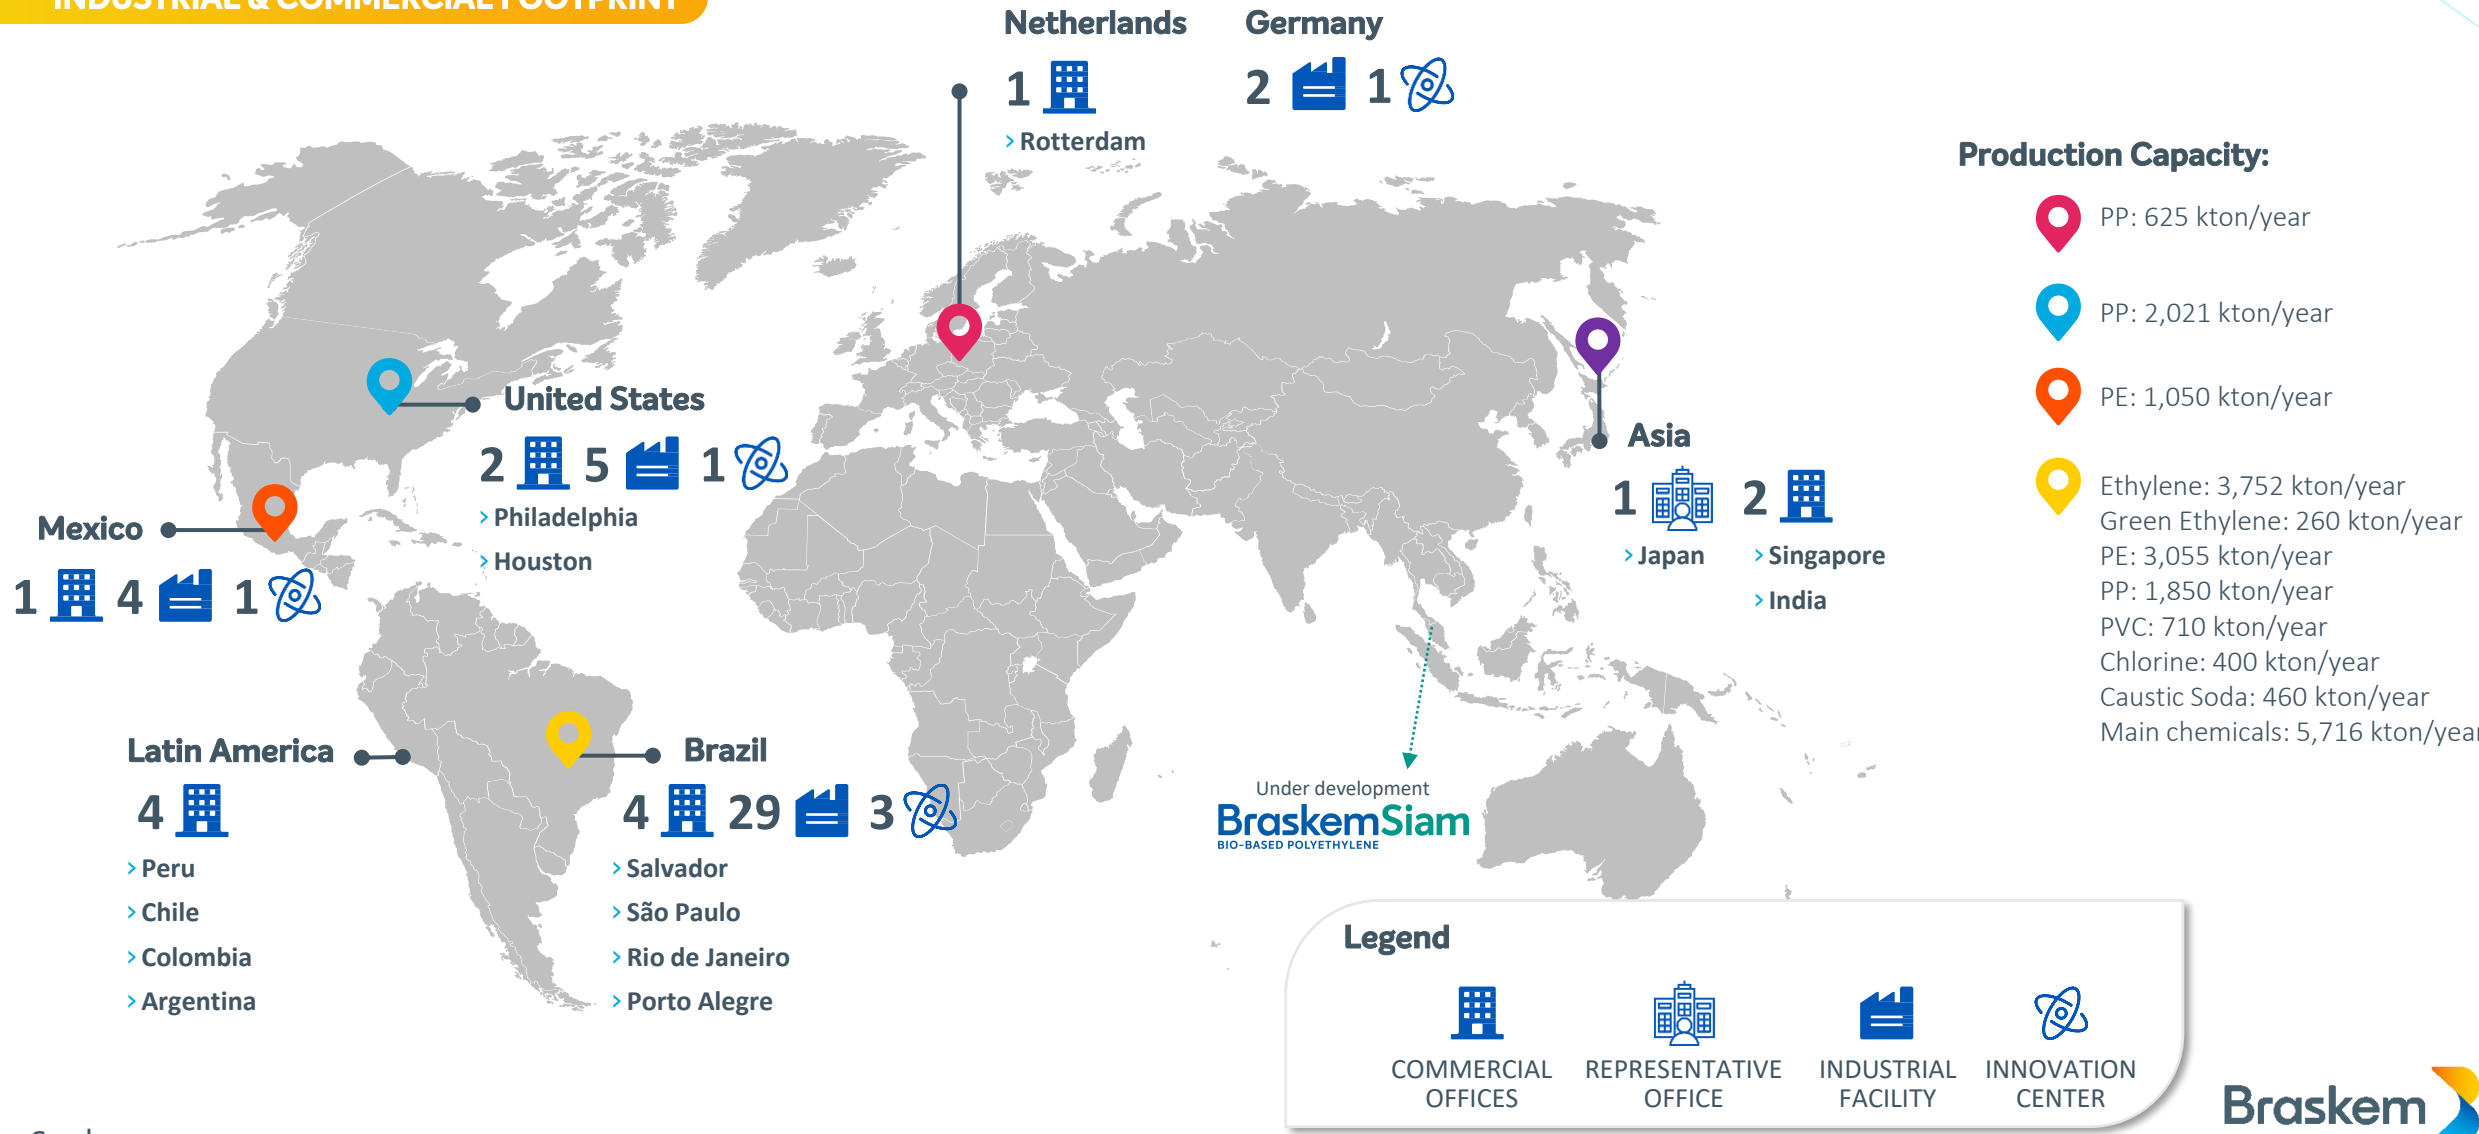 INDUSTRIAL & COMMERCIAL FOOTPRINT
Netherlands
1
› Rotterdam
Germany
2 1
United States
2 5 1
› Philadelphia
› Houston
Mexico
1 4 1
Latin America
4
› Peru
› Chile
› Colombia
› Argentina
Brazil
4 29 3
› Salvador
› São Paulo
› Rio de Janeiro
› Porto Alegre
Asia
1 2
› Japan
› Singapore
› India
Under development
BraskemSiam
BIO-BASED POLYETHYLENE
Production Capacity:
PP: 625 kton/year
PP: 2,021 kton/year
PE: 1,050 kton/year
Ethylene: 3,752 kton/year
Green Ethylene: 260 kton/year
PE: 3,055 kton/year
PP: 1,850 kton/year
PVC: 710 kton/year
Chlorine: 400 kton/year
Caustic Soda: 460 kton/year
Main chemicals: 5,716 kton/year
Legend
COMMERCIAL
OFFICES
REPRESENTATIVE
OFFICE
INDUSTRIAL
FACILITY
INNOVATION
CENTER
Braskem